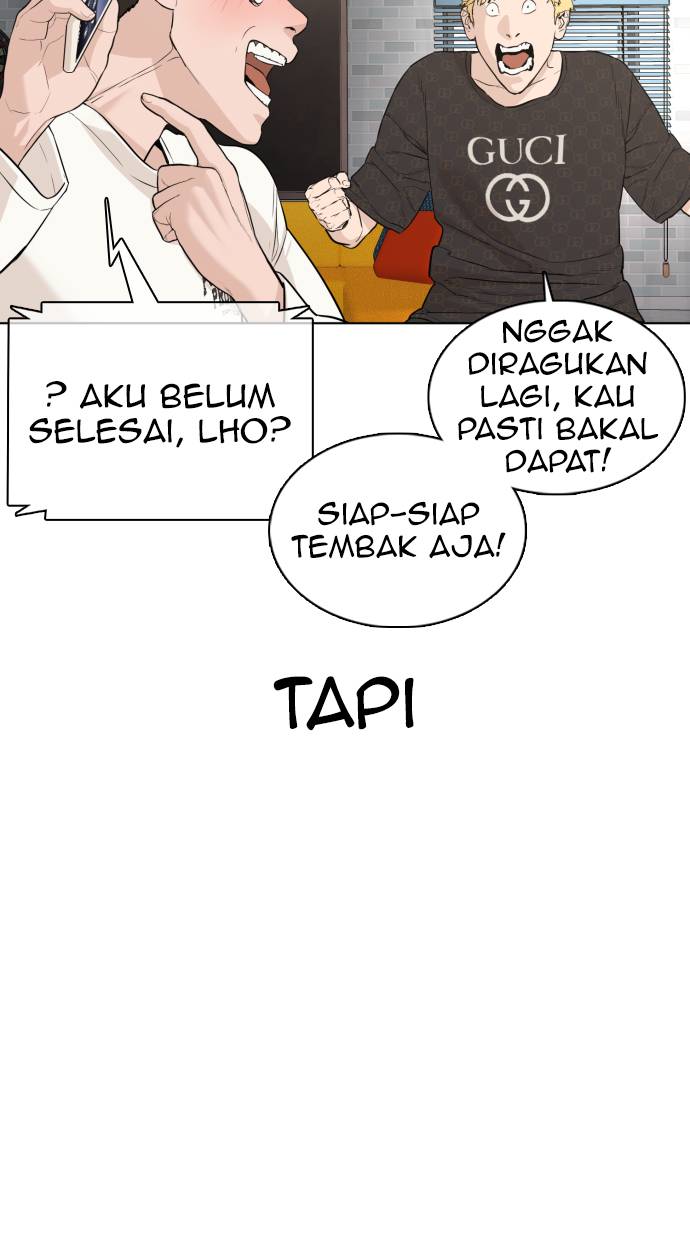 GUCI
? AKU BELUM
SELESAI, LHO?
NGGAK
DIRAGUKAN
LAGI, KAU
PASTI BAKAL
DAPAT!
SIAP-SIAP
TEMBAK AJA!
TAPI